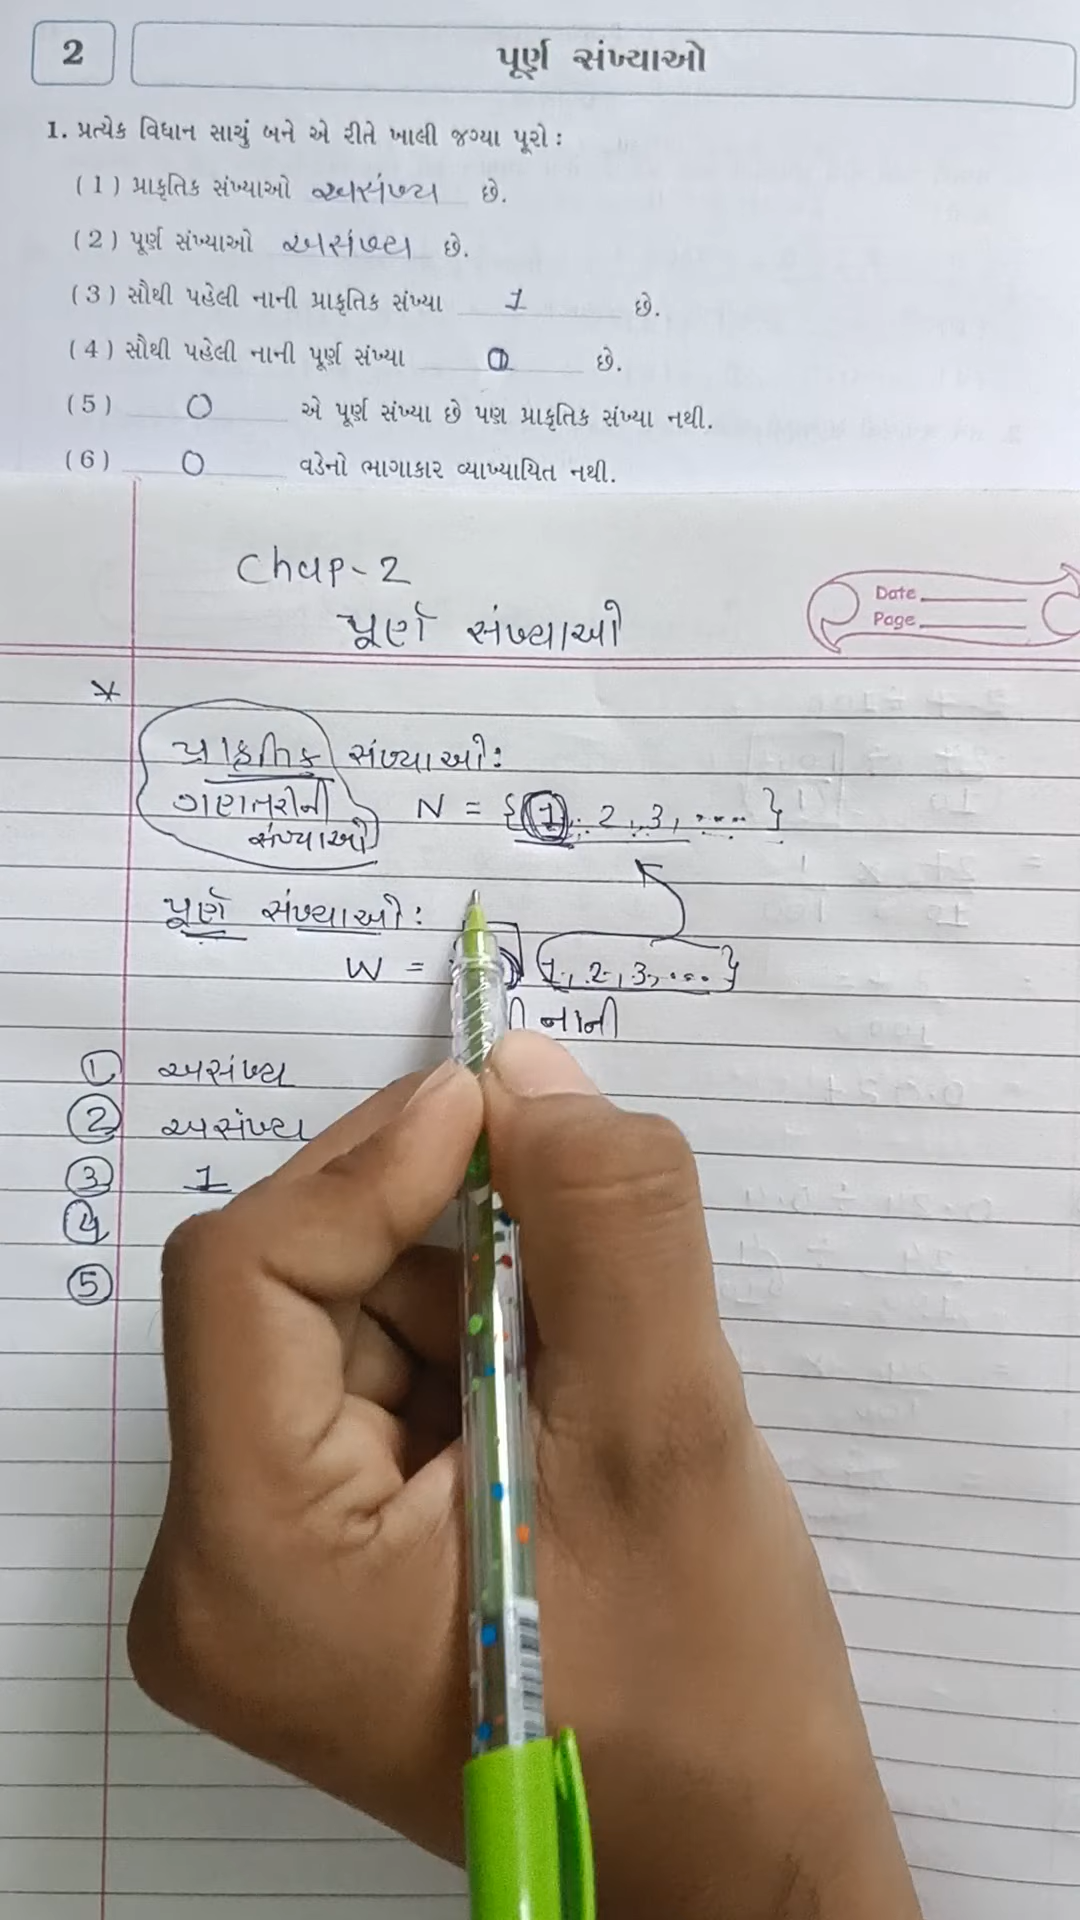 2
પૂર્ણ સંખ્યાઓ
1. પ્રત્યેક વિધાન સાચું બને એ રીતે ખાલી જગ્યા પૂરો :
(1) પ્રાકૃતિક સંખ્યાઓ અસંખ્ય છે.
(2) પૂર્ણ સંખ્યાઓ અસંખ્ય છે.
(3) સૌથી પહેલી નાની પ્રાકૃતિક સંખ્યા 1 છે.
(4) સૌથી પહેલી નાની પૂર્ણ સંખ્યા 0 છે.
(5) 0 એ પૂર્ણ સંખ્યા છે પણ પ્રાકૃતિક સંખ્યા નથી.
(6) 0 વડેનો ભાગાકાર વ્યાખ્યાયિત નથી.
Chap-2
પૂર્ણ સંખ્યાઓ
Date
Page
* પ્રાકૃતિક સંખ્યાઓ:
ગણતરીની N = {1, 2, 3, .... }
સંખ્યાઓ
પૂર્ણ સંખ્યાઓ:
W = 1, 2, 3, ....}
નાની
① અસંખ્ય
② અસંખ્ય
③ 1
④
⑤